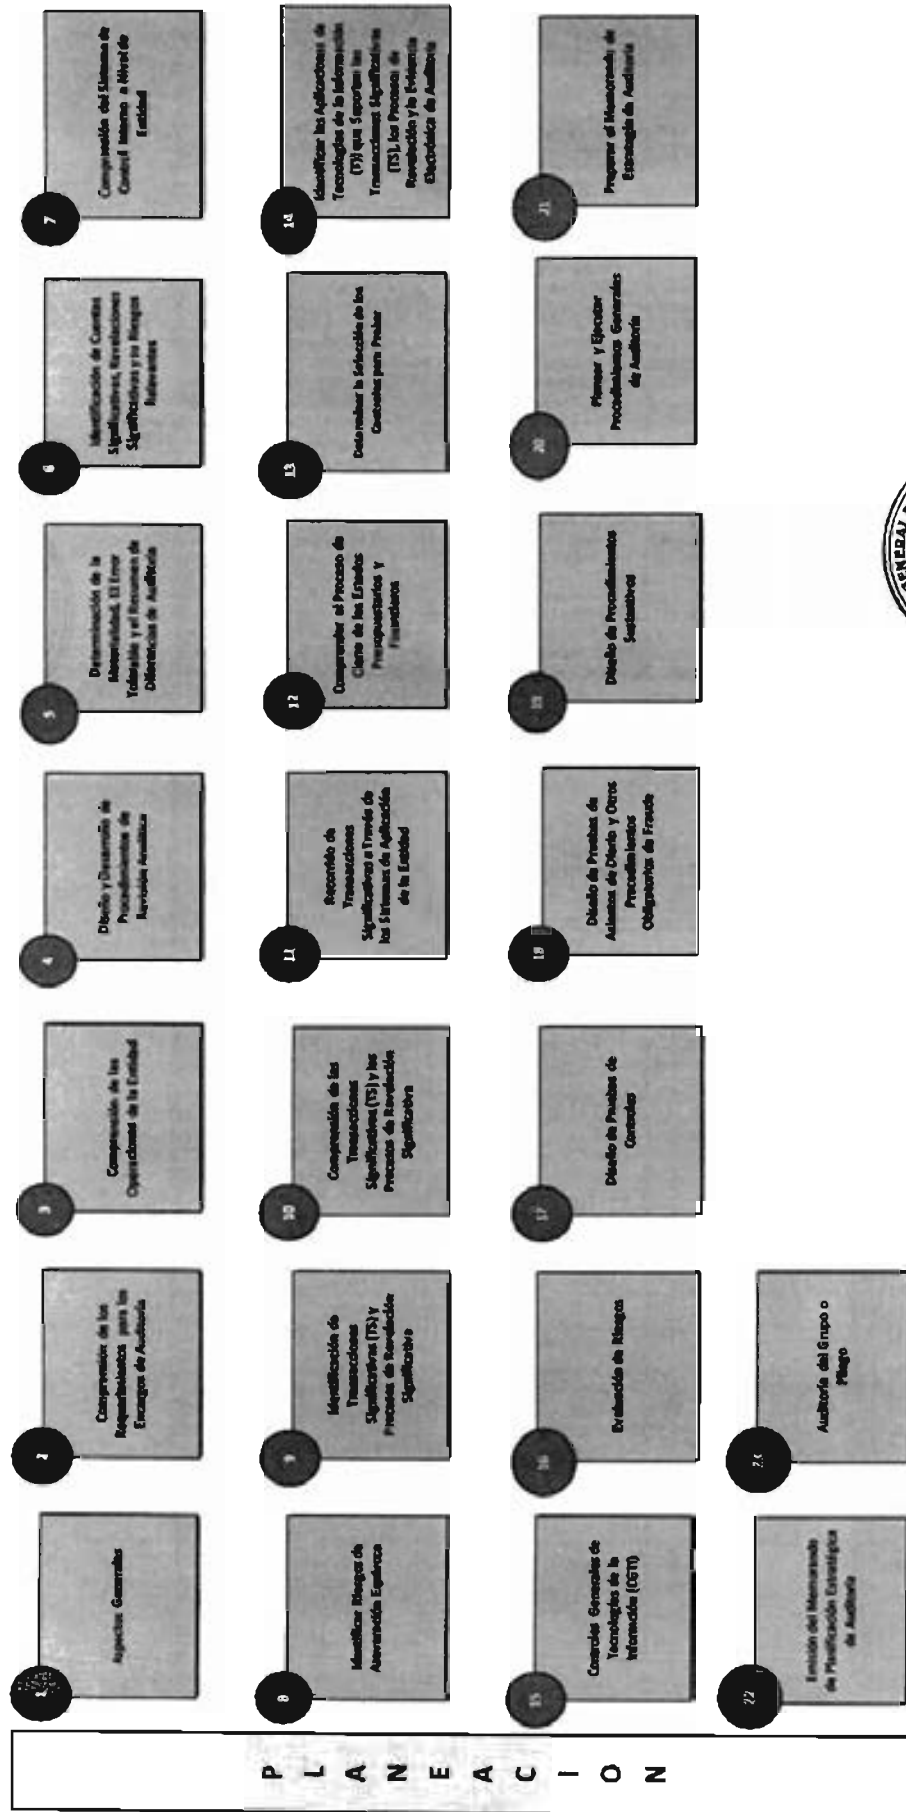 PLANEACION
1
Aspectos Generales
2
Comprensión de los
Requerimientos para los
Encargos de Auditoría
3
Comprensión de las
Operaciones de la Entidad
4
Diseño y Desarrollo de
Procedimientos de
Revisión Analítica
5
Determinación de la
Materialidad, El Error
Tolerable y el Resumen de
Diferencias de Auditoría
6
Identificación de Cuentas
Significativas, Revelaciones
Significativas y su Riesgos
Relevantes
7
Comprensión del Sistema de
Control Interno a Nivel de
Entidad
8
Identificar Riesgos de
Aseveración Equívoca
9
Identificación de
Transacciones
Significativas (TS) y
Procesos de Revelación
Significativa
10
Comprensión de las
Transacciones
Significativas (TS) y los
Procesos de Revelación
Significativa
11
Recorrido de
Transacciones
Significativas a Través de
los Sistemas de Aplicación
de la Entidad
12
Comprender el Proceso de
Cierre de los Estados
Presupuestarios y
Financieros
13
Determinar la Selección de los
Controles para Probar
14
Identificar las Aplicaciones de
Tecnologías de la Información
(TI) que Soportan las
Transacciones Significativas
(TS), los Procesos de
Revelación y la Evidencia
Electrónica de Auditoría
15
Controles Generales de
Tecnologías de la
Información (CGTI)
16
Evaluación de Riesgos
17
Diseño de Pruebas de
Controles
18
Diseño de Pruebas de
Asientos de Diario y Otros
Procedimientos
Obligatorios de Fraude
19
Diseño de Procedimientos
Sustantivos
20
Planear y Ejecutar
Procedimientos Generales
de Auditoría
21
Preparar el Memorando de
Estrategia de Auditoría
22
Emisión del Memorando
de Planificación Estratégica
de Auditoría
23
Auditoría del Grupo o
Pliego
GENERAL